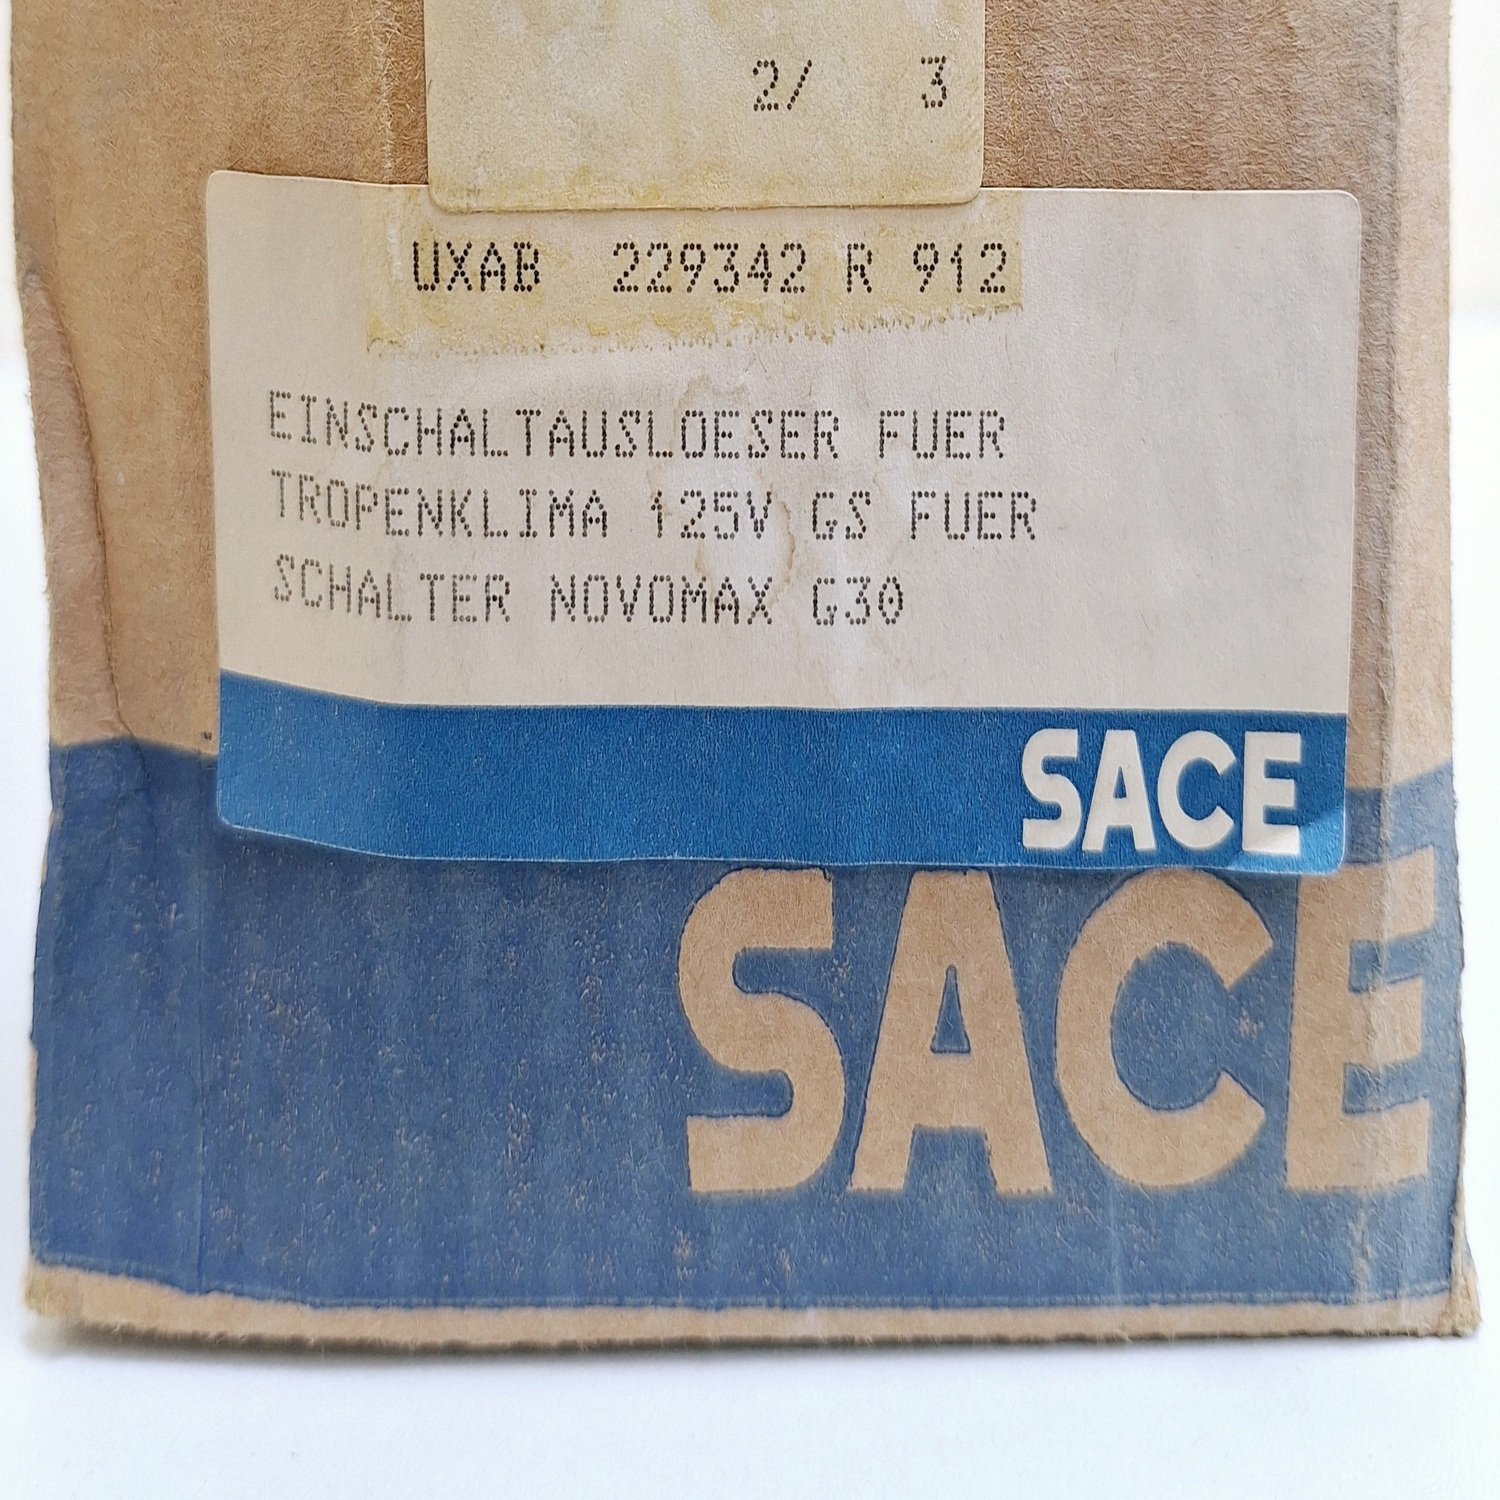 2/ 3
UXAB 229342 R 912
EINSCHALTAUSLOESER FUER
TROPENKLIMA 125V GS FUER
SCHALTER NOVOMAX G30
SACE
SACE